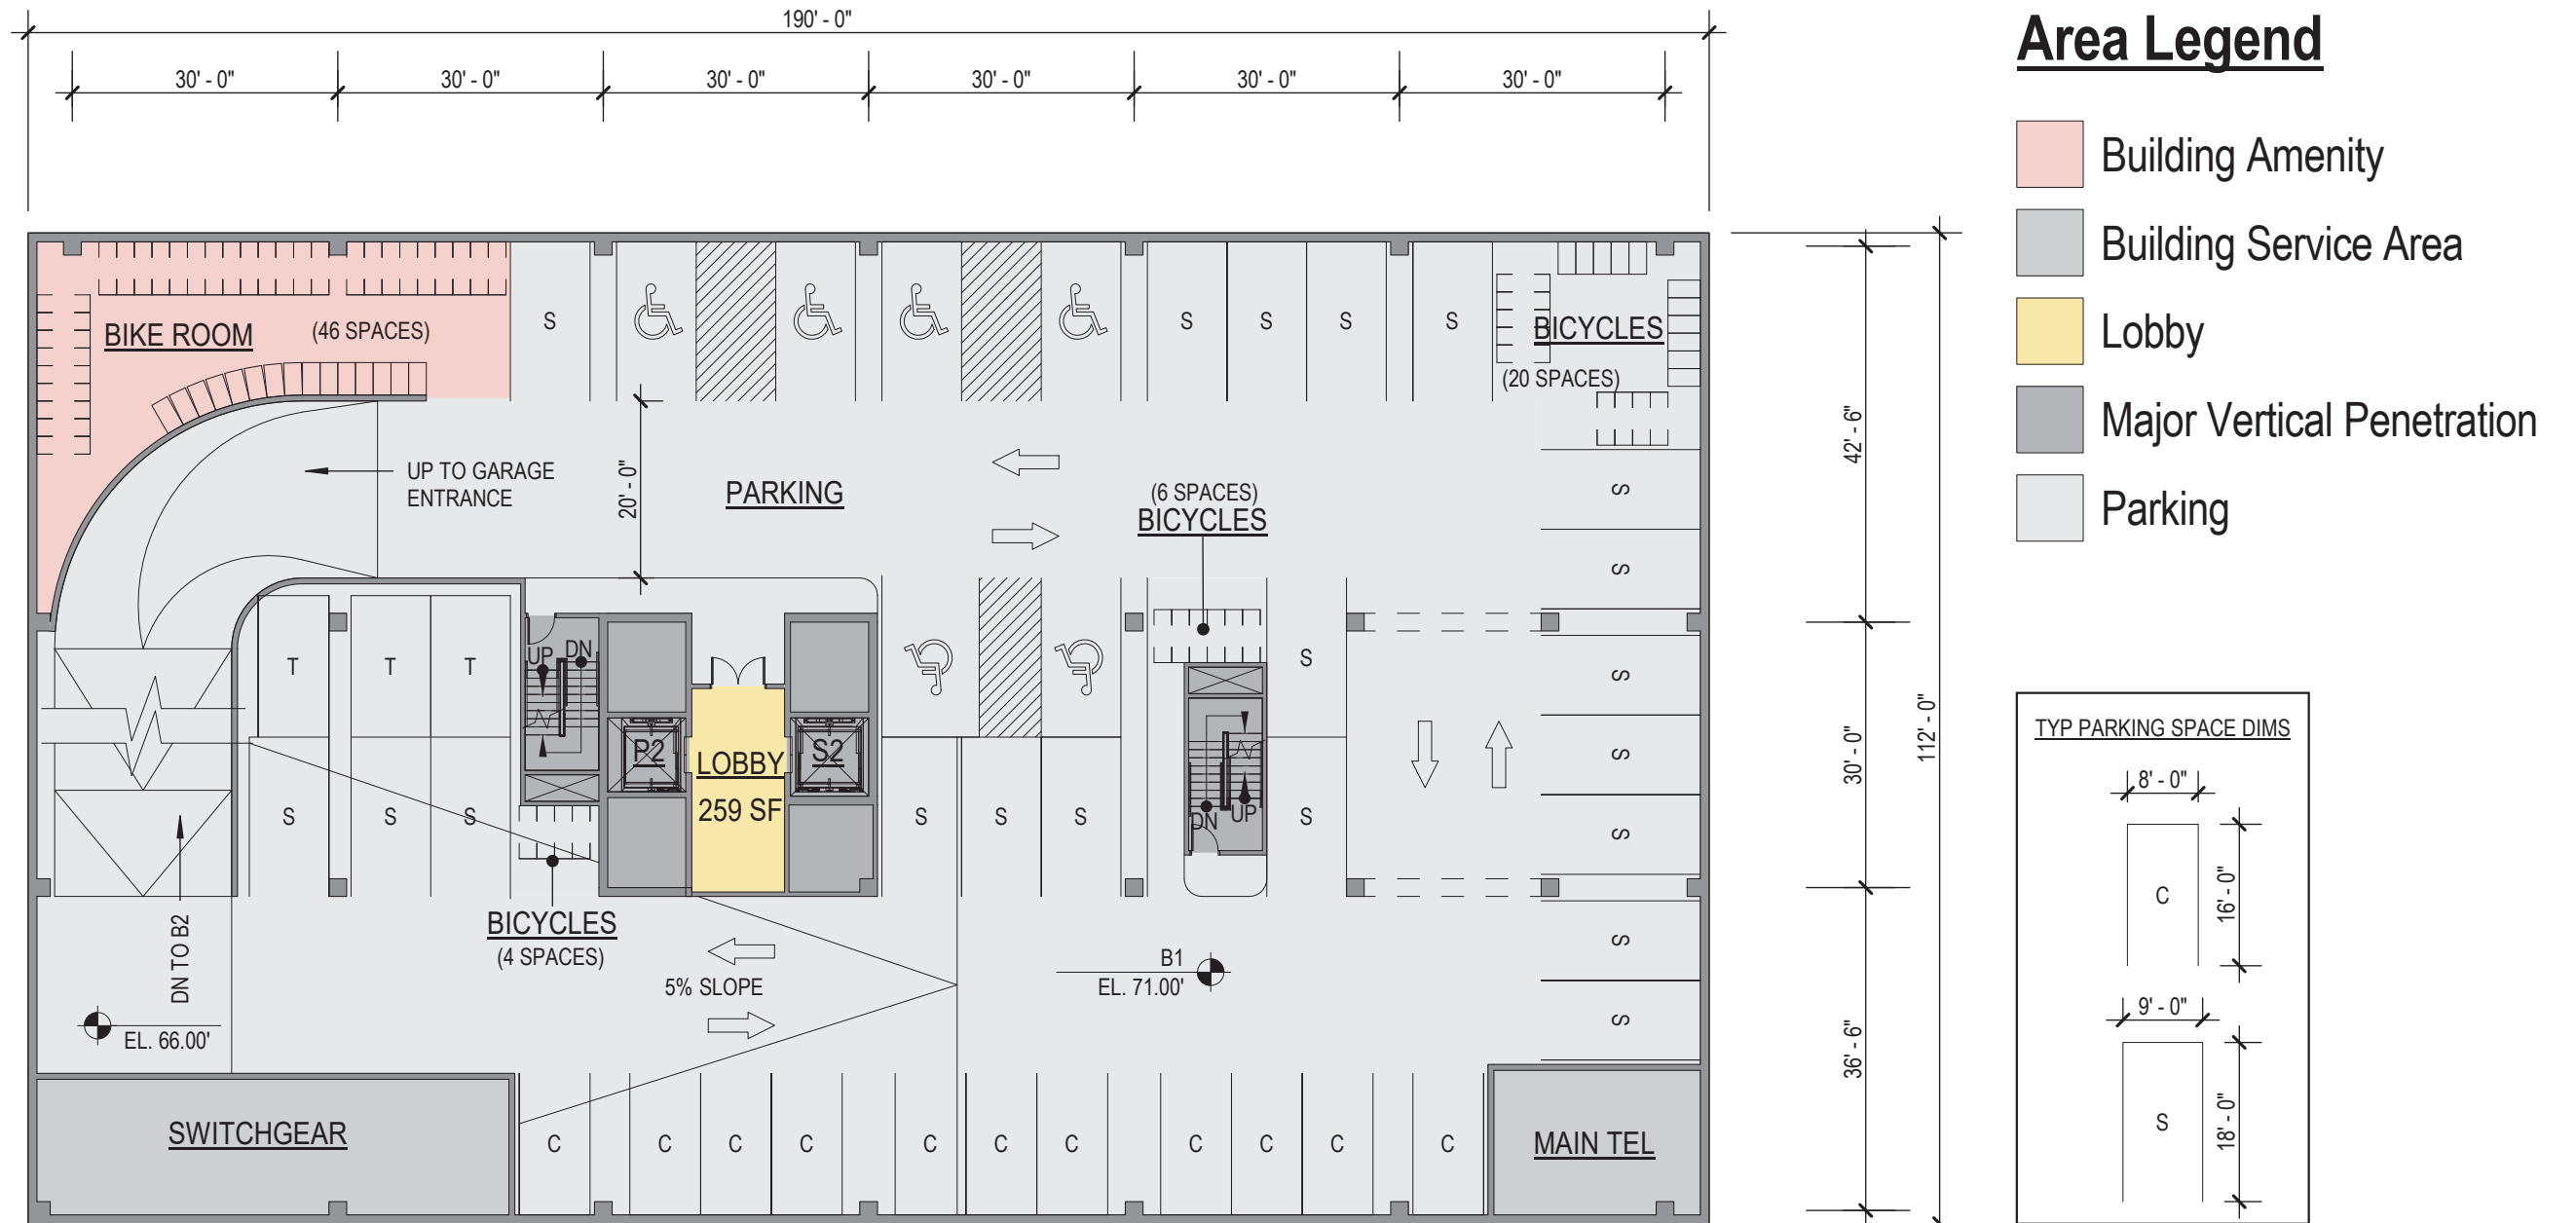 190' - 0"
30' - 0" 30' - 0" 30' - 0" 30' - 0" 30' - 0" 30' - 0"
Area Legend
Building Amenity
Building Service Area
Lobby
Major Vertical Penetration
Parking
BIKE ROOM (46 SPACES)
S S S S S
BICYCLES
(20 SPACES)
UP TO GARAGE
ENTRANCE
20' - 0"
PARKING
(6 SPACES)
BICYCLES
S
S
T T T
UP DN
S
S
P2
LOBBY
259 SF
S2
S
S
S S S
S S S
DN UP
S
S
BICYCLES
(4 SPACES)
DN TO B2
5% SLOPE
B1
EL. 71.00'
EL. 66.00'
S
S
SWITCHGEAR
C C C C C C C C C C C
MAIN TEL
42' - 6"
30' - 0"
36' - 6"
112' - 0"
TYP PARKING SPACE DIMS
8' - 0"
C
16' - 0"
9' - 0"
S
18' - 0"